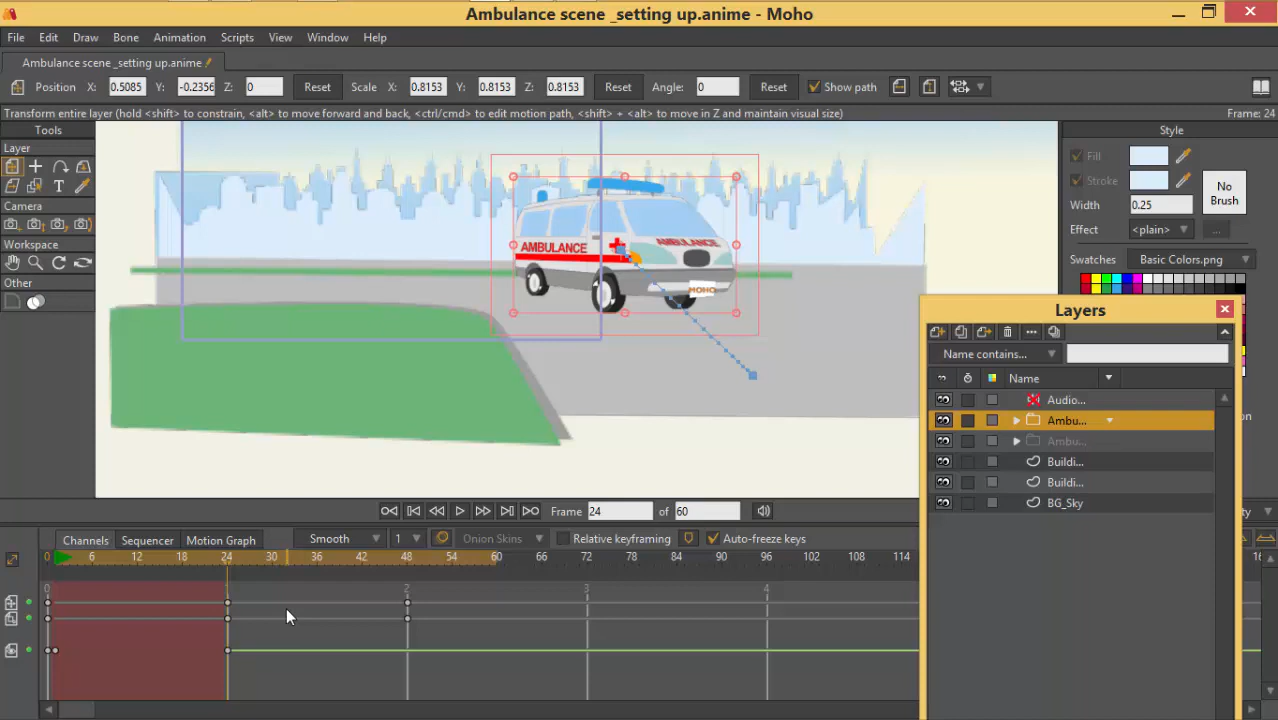 Ambulance scene _setting up.anime - Moho
File Edit Draw Bone Animation Scripts View Window Help
Ambulance scene _setting up.anime
Position X: 0.5085 Y: -0.2356 Z: 0 Reset Scale X: 0.8153 Y: 0.8153 Z: 0.8153 Reset Angle: 0 Reset Show path
Transform entire layer (hold <shift> to constrain, <alt> to move forward and back, <ctrl/cmd> to edit motion path, <shift> + <alt> to move in Z and maintain visual size) Frame: 24
Tools Style
Layer
Fill
Stroke
No
Brush
Width 0.25
Effect <plain> ...
Camera
Workspace
Swatches Basic Colors.png
Other
AMBULANCE AMBULANCE
MOHO
Layers
Name contains...
Name
Audio...
Ambu...
Ambu...
Buildi...
Buildi...
BG_Sky
Frame 24 of 60
Channels Sequencer Motion Graph Smooth 1 Onion Skins Relative keyframing Auto-freeze keys
0 6 12 18 24 30 36 42 48 54 60 66 72 78 84 90 96 102 108 114
0 2 3 4